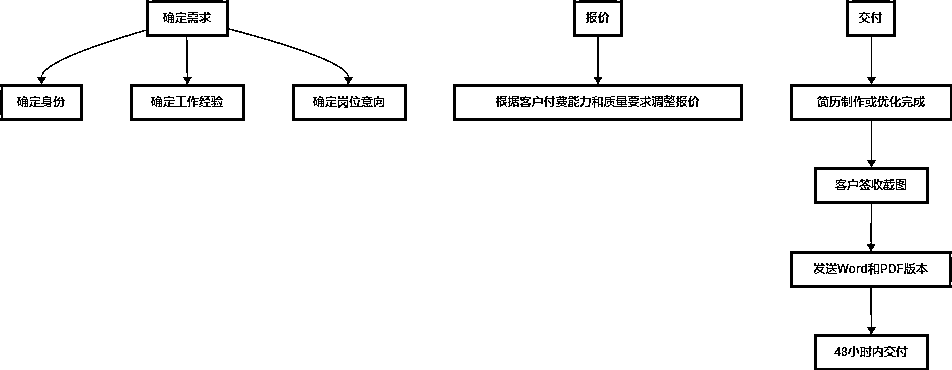 确定需求
报价
交付
确定身份
确定工作经验
确定岗位意向
根据客户付费能力和质量要求调整报价
简历制作或优化完成
客户签收截图
发送Word和PDF版本
48小时内交付